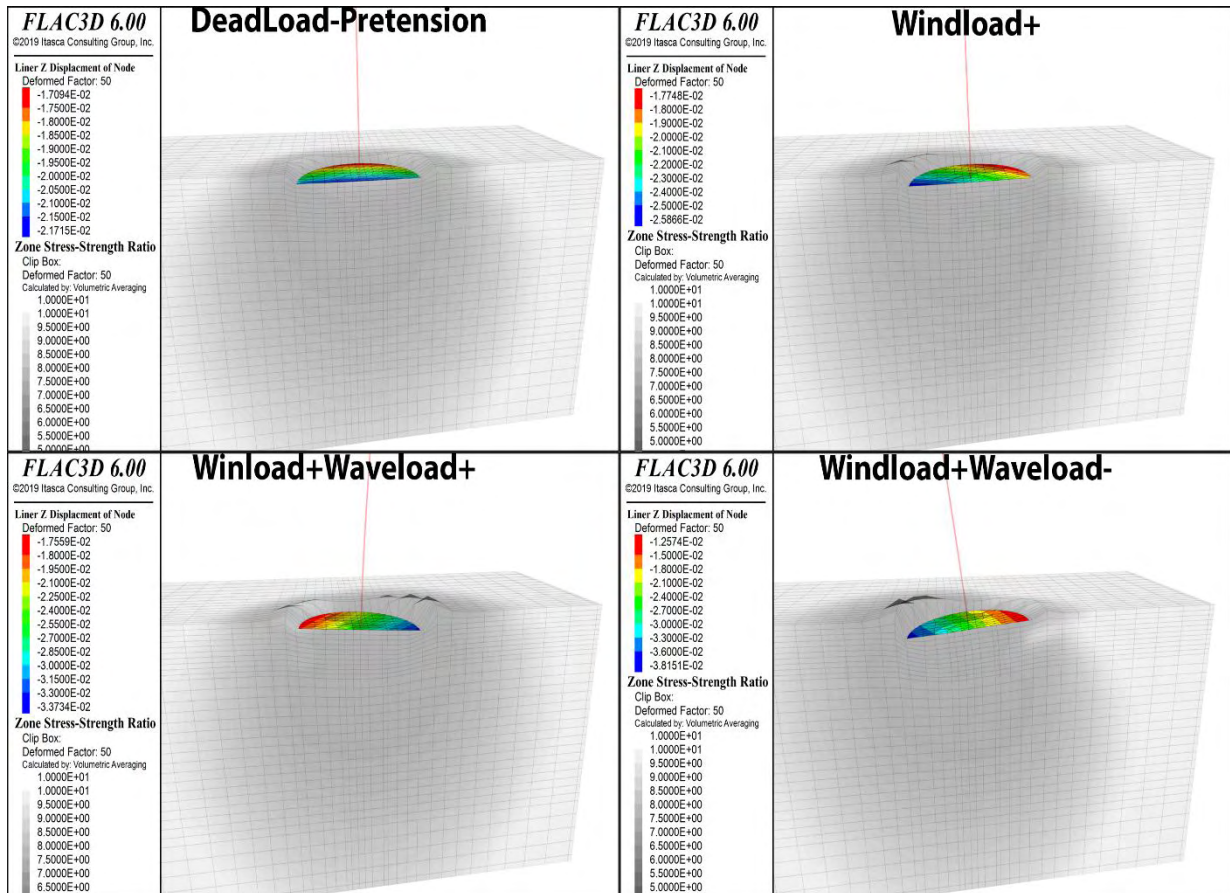 FLAC3D 6.00
©2019 Itasca Consulting Group, Inc.
DeadLoad-Pretension
Liner Z Displacment of Node
Deformed Factor: 50
-1.7094E-02
-1.7500E-02
-1.8000E-02
-1.8500E-02
-1.9000E-02
-1.9500E-02
-2.0000E-02
-2.0500E-02
-2.1000E-02
-2.1500E-02
-2.1715E-02
Zone Stress-Strength Ratio
Clip Box:
Deformed Factor: 50
Calculated by: Volumetric Averaging
1.0000E+01
1.0000E+01
9.5000E+00
9.0000E+00
8.5000E+00
8.0000E+00
7.5000E+00
7.0000E+00
6.5000E+00
6.0000E+00
5.5000E+00
5.0000E+00
FLAC3D 6.00
©2019 Itasca Consulting Group, Inc.
Windload+
Liner Z Displacment of Node
Deformed Factor: 50
-1.7748E-02
-1.8000E-02
-1.9000E-02
-2.0000E-02
-2.1000E-02
-2.2000E-02
-2.3000E-02
-2.4000E-02
-2.5000E-02
-2.5866E-02
Zone Stress-Strength Ratio
Clip Box:
Deformed Factor: 50
Calculated by: Volumetric Averaging
1.0000E+01
1.0000E+01
9.5000E+00
9.0000E+00
8.5000E+00
8.0000E+00
7.5000E+00
7.0000E+00
6.5000E+00
6.0000E+00
5.5000E+00
5.0000E+00
FLAC3D 6.00
©2019 Itasca Consulting Group, Inc.
Winload+Waveload+
Liner Z Displacment of Node
Deformed Factor: 50
-1.7559E-02
-1.8000E-02
-1.9500E-02
-2.1000E-02
-2.2500E-02
-2.4000E-02
-2.5500E-02
-2.7000E-02
-2.8500E-02
-3.0000E-02
-3.1500E-02
-3.3000E-02
-3.3734E-02
Zone Stress-Strength Ratio
Clip Box:
Deformed Factor: 50
Calculated by: Volumetric Averaging
1.0000E+01
1.0000E+01
9.5000E+00
9.0000E+00
8.5000E+00
8.0000E+00
7.5000E+00
7.0000E+00
6.5000E+00
FLAC3D 6.00
©2019 Itasca Consulting Group, Inc.
Windload+Waveload-
Liner Z Displacment of Node
Deformed Factor: 50
-1.2574E-02
-1.5000E-02
-1.8000E-02
-2.1000E-02
-2.4000E-02
-2.7000E-02
-3.0000E-02
-3.3000E-02
-3.6000E-02
-3.8151E-02
Zone Stress-Strength Ratio
Clip Box:
Deformed Factor: 50
Calculated by: Volumetric Averaging
1.0000E+01
1.0000E+01
9.5000E+00
9.0000E+00
8.5000E+00
8.0000E+00
7.5000E+00
7.0000E+00
6.5000E+00
6.0000E+00
5.5000E+00
5.0000E+00